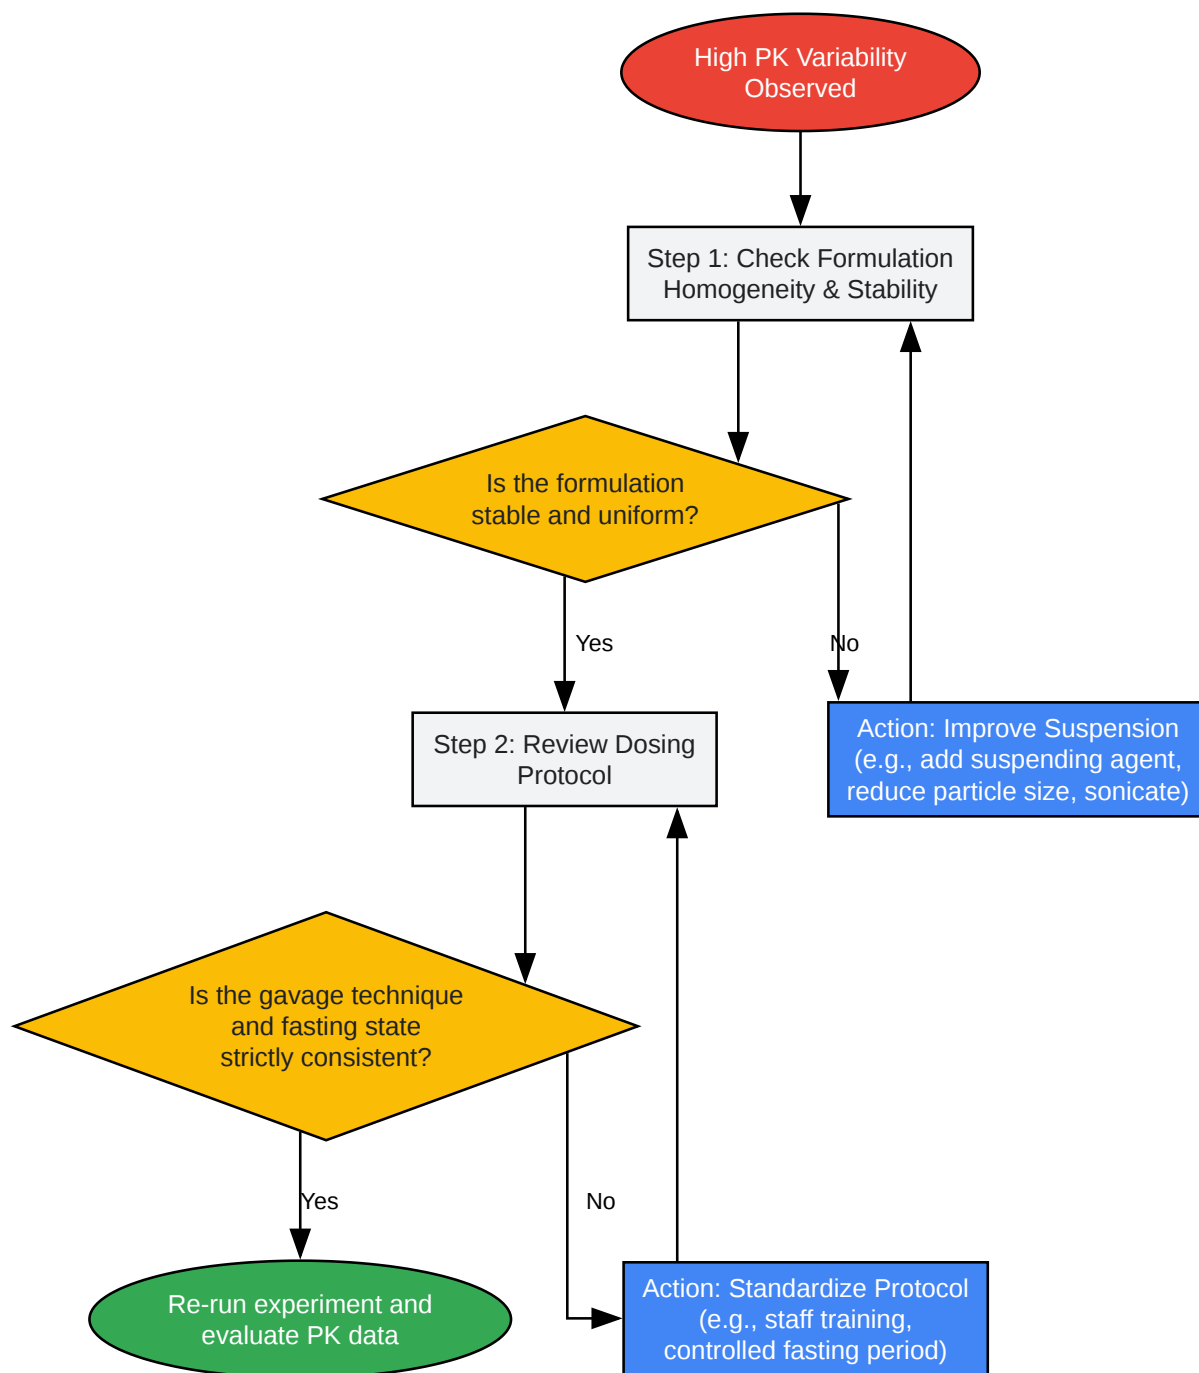 High PK Variability
Observed
Step 1: Check Formulation
Homogeneity & Stability
Is the formulation
stable and uniform?
Yes
No
Step 2: Review Dosing
Protocol
Action: Improve Suspension
(e.g., add suspending agent,
reduce particle size, sonicate)
Is the gavage technique
and fasting state
strictly consistent?
Yes
No
Re-run experiment and
evaluate PK data
Action: Standardize Protocol
(e.g., staff training,
controlled fasting period)